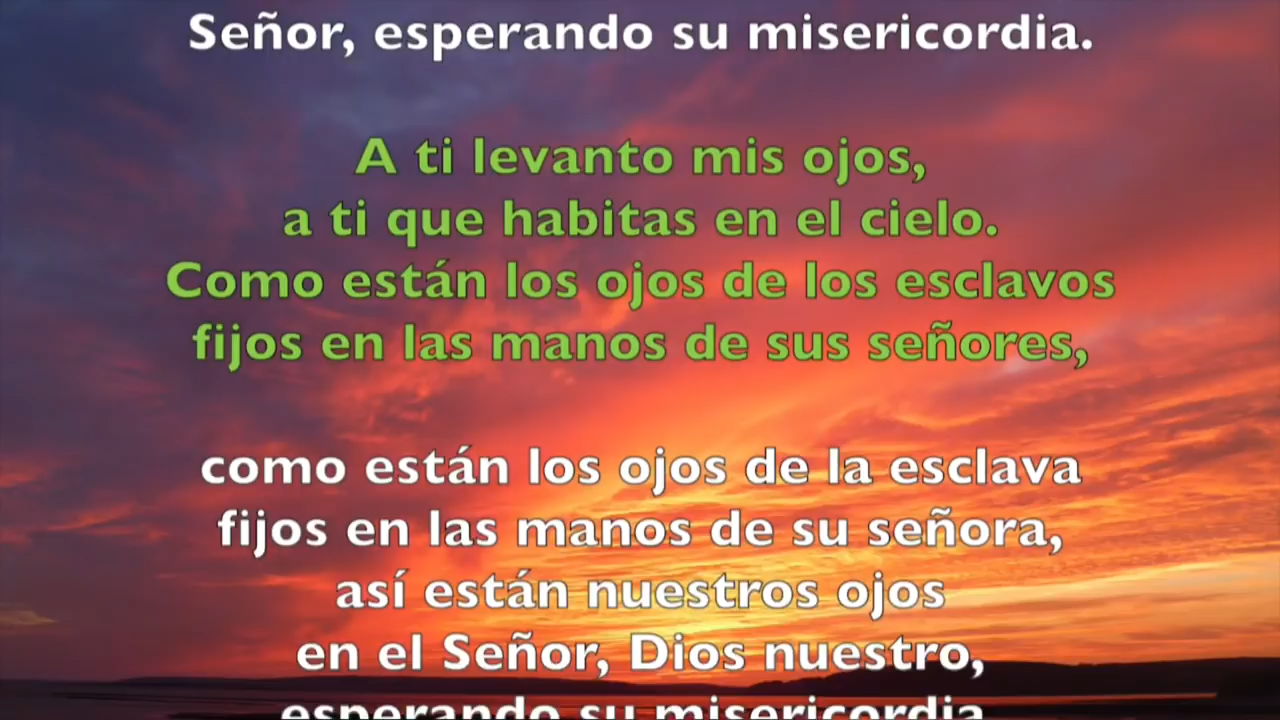 Señor, esperando su misericordia.
A ti levanto mis ojos,
a ti que habitas en el cielo.
Como están los ojos de los esclavos
fijos en las manos de sus señores,
como están los ojos de la esclava
fijos en las manos de su señora,
así están nuestros ojos
en el Señor, Dios nuestro,
esperando su misericordia